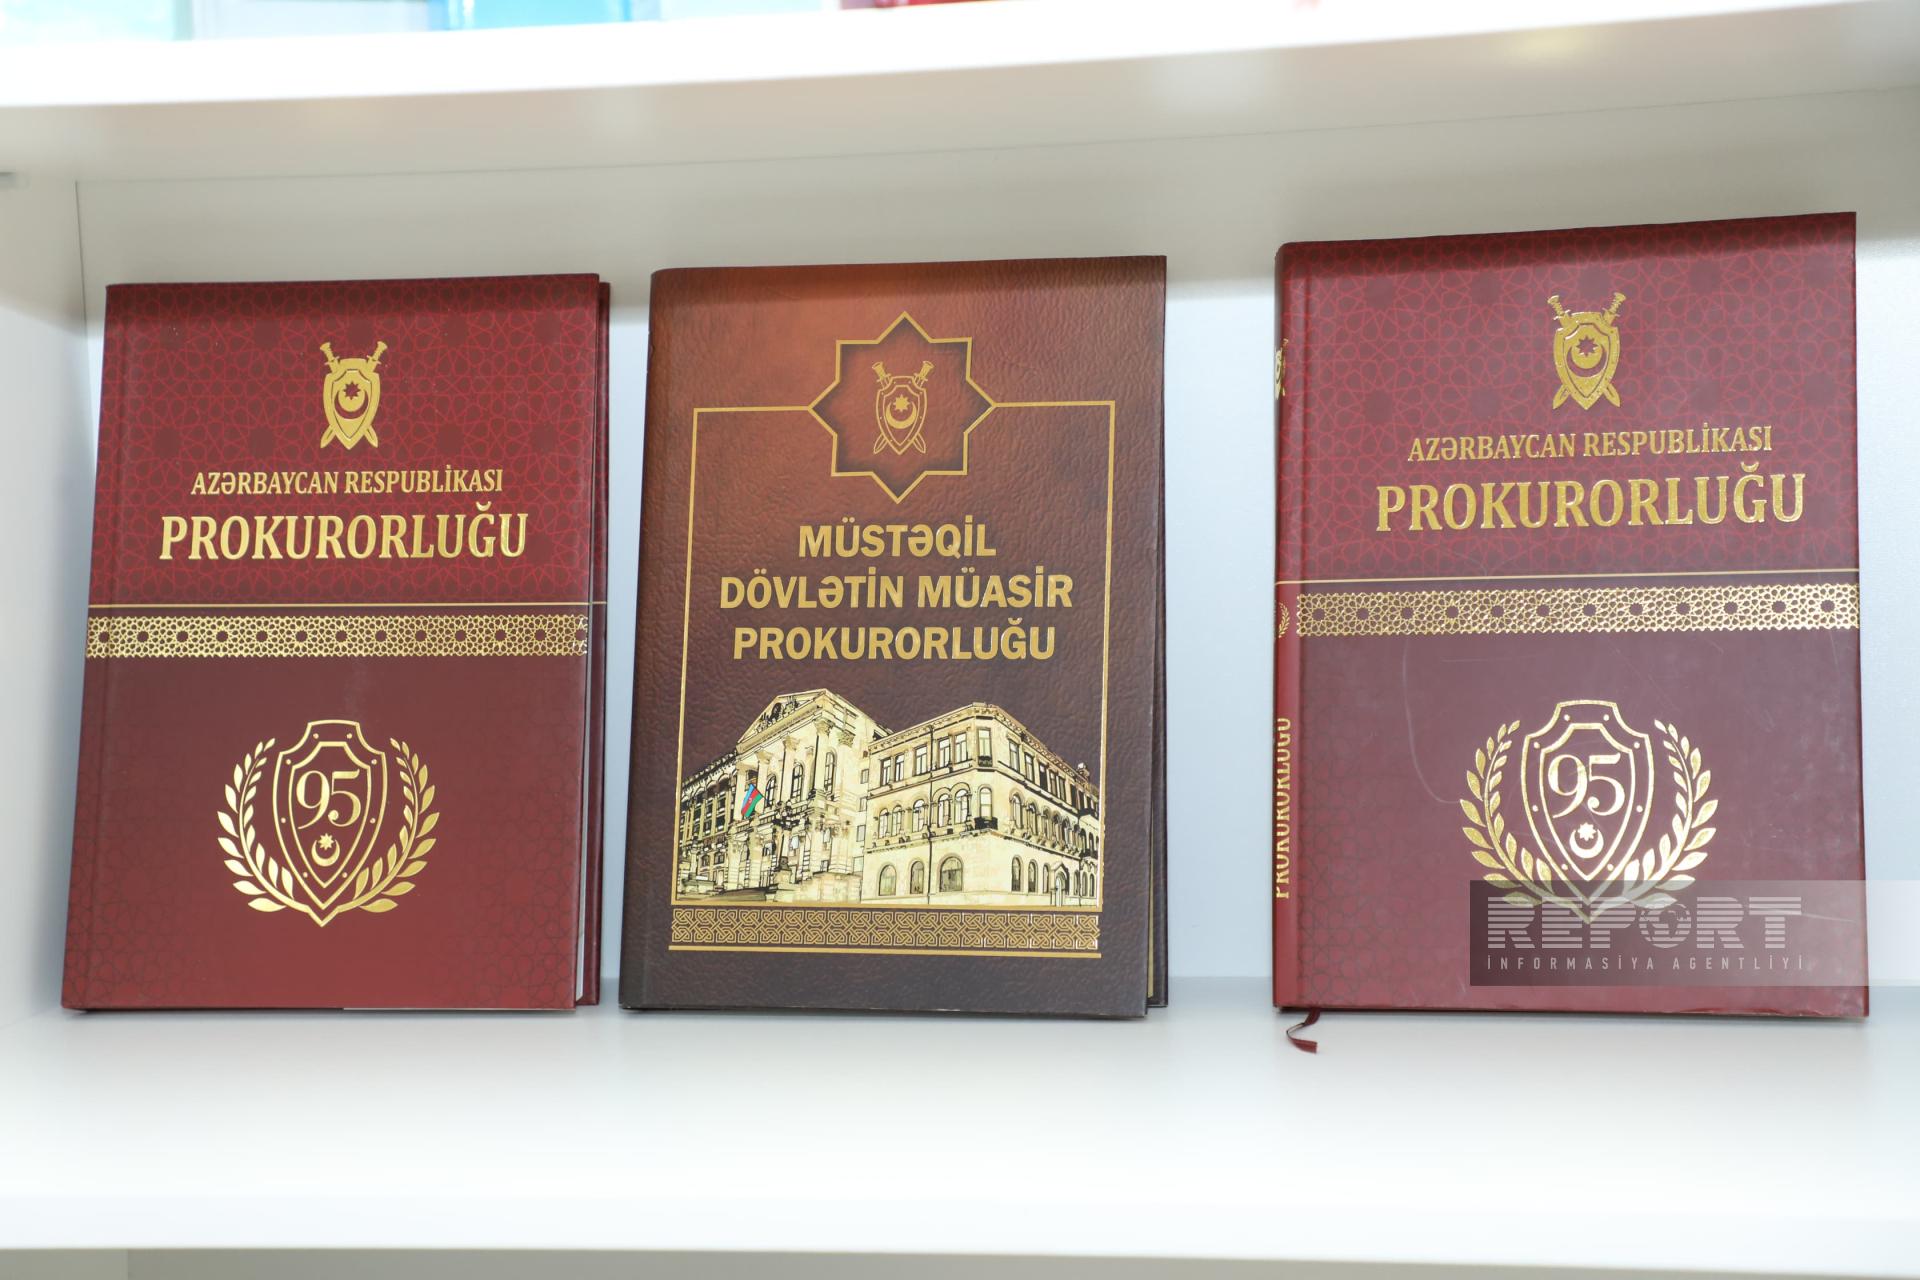 AZƏRBAYCAN RESPUBLİKASI
PROKURORLUĞU
95
MÜSTƏQİL
DÖVLƏTİN MÜASİR
PROKURORLUĞU
AZƏRBAYCAN RESPUBLİKASI
PROKURORLUĞU
95
PROKURORLUĞU
REPORT
İNFORMASİYA AGENTLİYİ